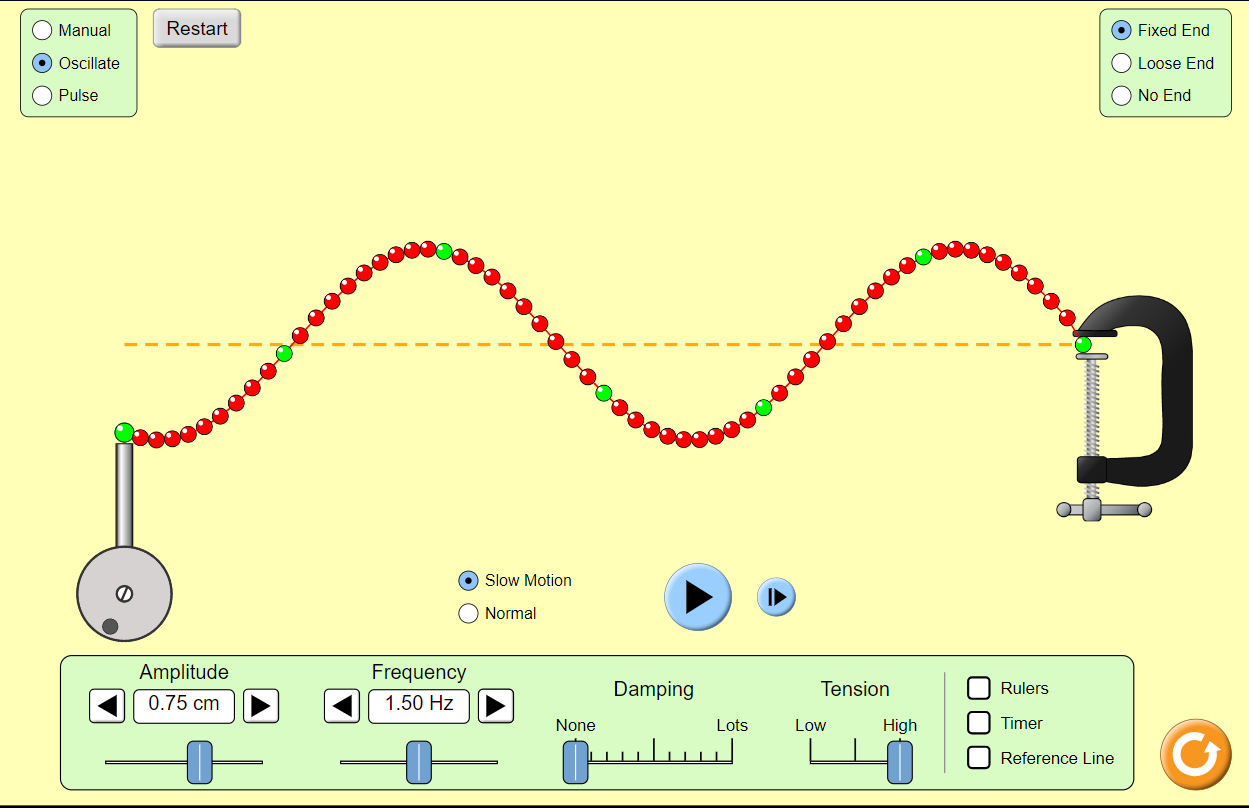 Manual
Oscillate
Pulse
Restart
Fixed End
Loose End
No End
Slow Motion
Normal
Amplitude
0.75 cm
Frequency
1.50 Hz
Damping
None
Lots
Tension
Low
High
Rulers
Timer
Reference Line